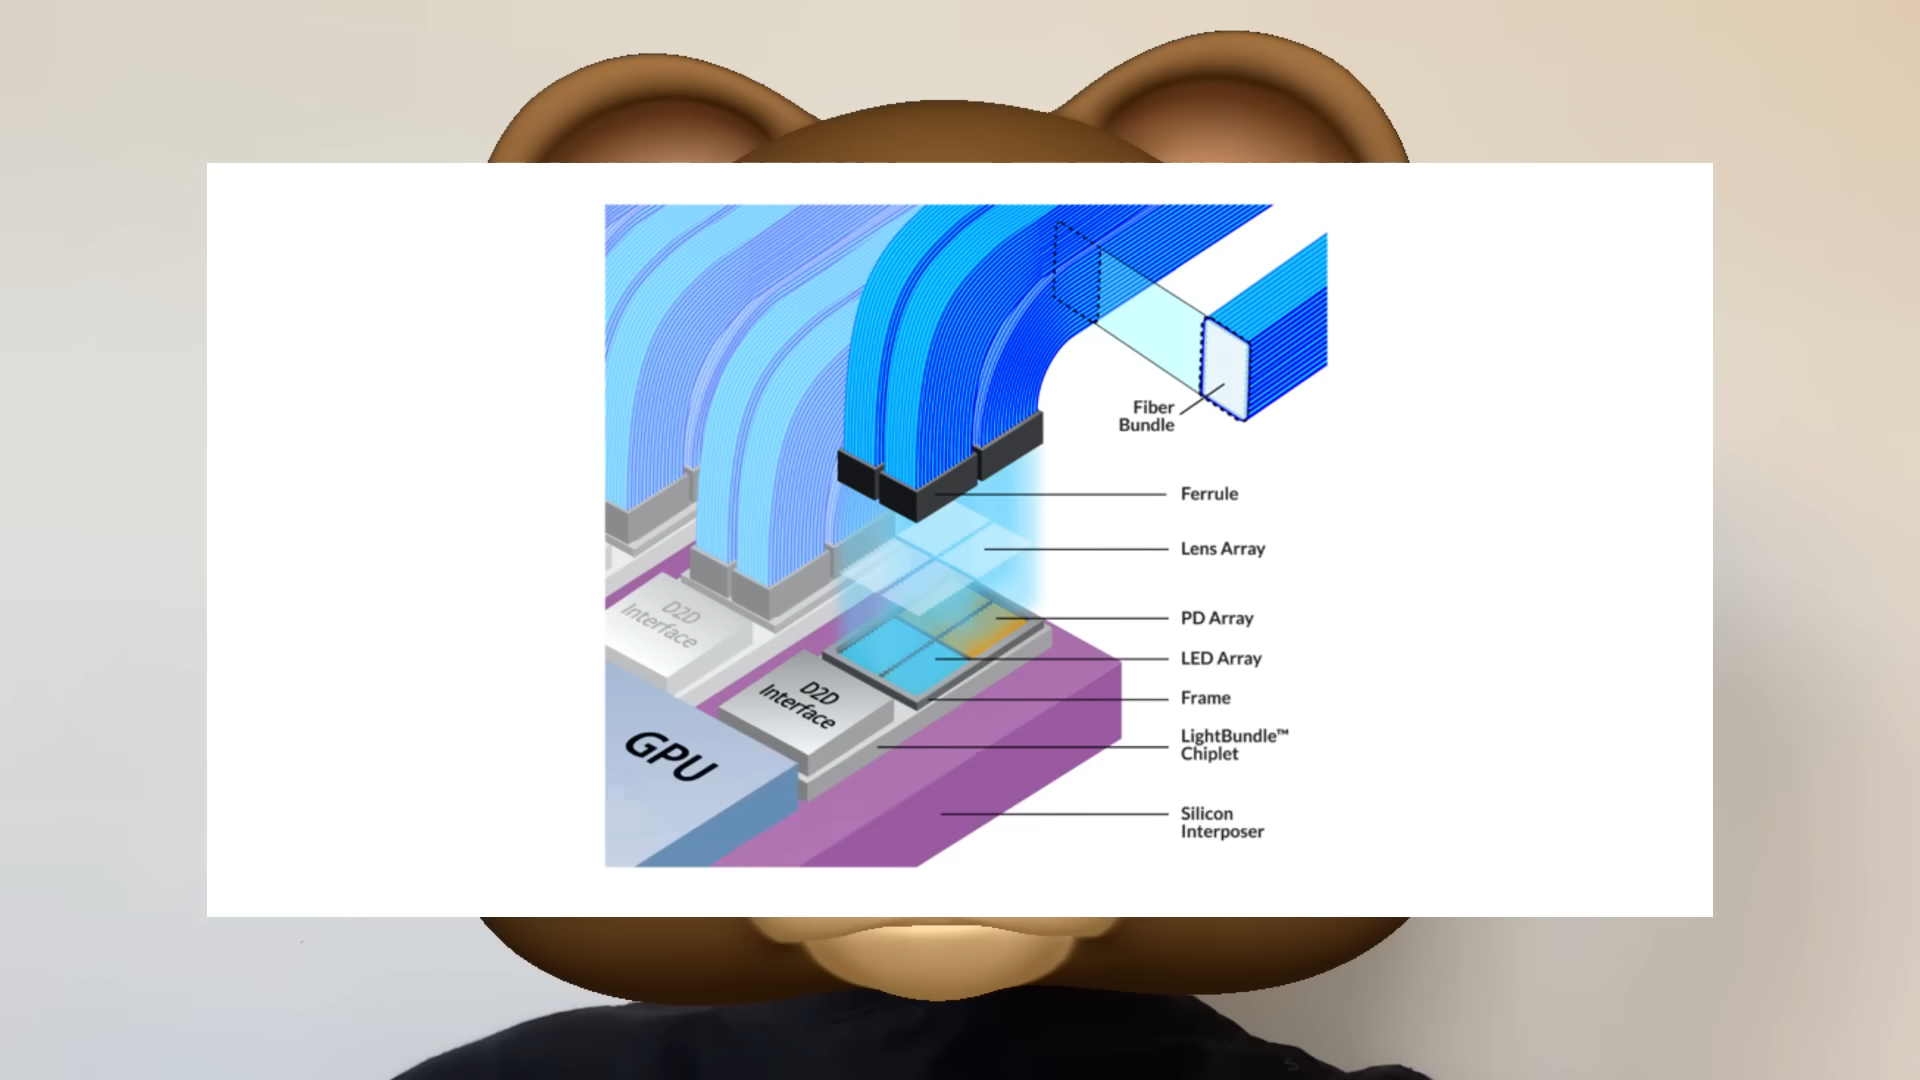 Fiber
Bundle
Ferrule
Lens Array
PD Array
LED Array
Frame
LightBundle™
Chiplet
Silicon
Interposer
D2D
Interface
D2D
Interface
GPU